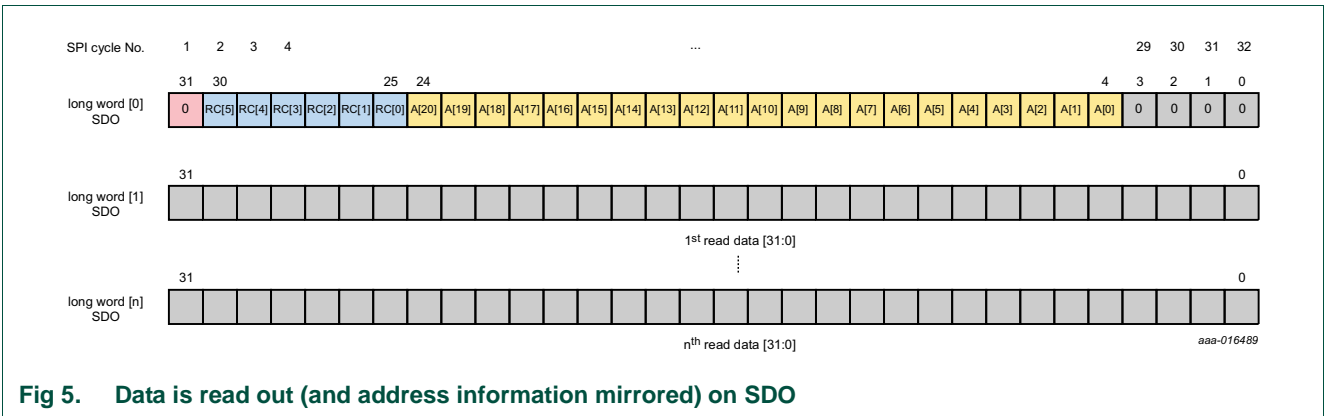 SPI cycle No. 1 2 3 4 ... 29 30 31 32
31 30 25 24 4 3 2 1 0
long word [0]
SDO
0 RC[5] RC[4] RC[3] RC[2] RC[1] RC[0] A[20] A[19] A[18] A[17] A[16] A[15] A[14] A[13] A[12] A[11] A[10] A[9] A[8] A[7] A[6] A[5] A[4] A[3] A[2] A[1] A[0] 0 0 0 0
31 0
long word [1]
SDO
1st read data [31:0]
31 0
long word [n]
SDO
nth read data [31:0]
aaa-016489
Fig 5. Data is read out (and address information mirrored) on SDO